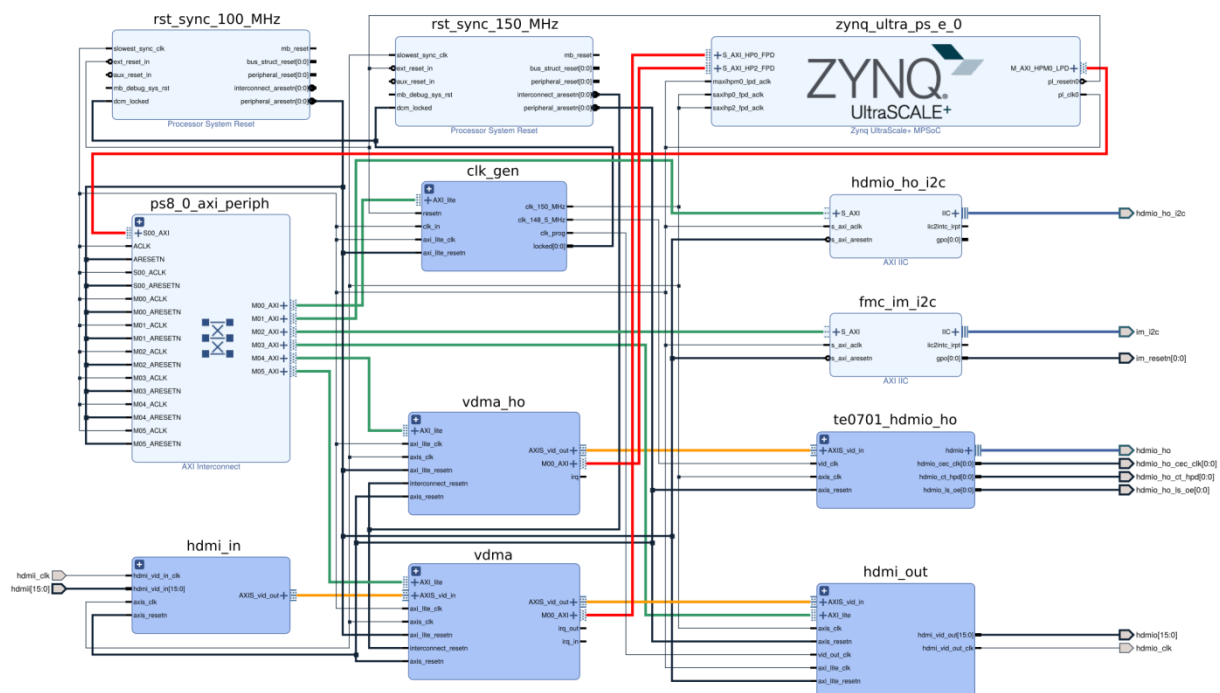 rst_sync_100_MHz
slowest_sync_clk
ext_reset_in
aux_reset_in
mb_debug_sys_rst
dcm_locked
mb_reset
bus_struct_reset[0:0]
peripheral_reset[0:0]
interconnect_aresetn[0:0]
peripheral_aresetn[0:0]
Processor System Reset
rst_sync_150_MHz
slowest_sync_clk
ext_reset_in
aux_reset_in
mb_debug_sys_rst
dcm_locked
mb_reset
bus_struct_reset[0:0]
peripheral_reset[0:0]
interconnect_aresetn[0:0]
peripheral_aresetn[0:0]
Processor System Reset
zynq_ultra_ps_e_0
S_AXI_HP0_FPD
S_AXI_HP2_FPD
maxihpm0_lpd_aclk
saxihp0_fpd_aclk
saxihp2_fpd_aclk
ZYNQ
UltraSCALE+
M_AXI_HPM0_LPD
pl_resetn0
pl_clk0
Zynq UltraScale+ MPSoC
ps8_0_axi_periph
S00_AXI
ACLK
ARESETN
S00_ACLK
S00_ARESETN
M00_ACLK
M00_ARESETN
M01_ACLK
M01_ARESETN
M02_ACLK
M02_ARESETN
M03_ACLK
M03_ARESETN
M04_ACLK
M04_ARESETN
M05_ACLK
M05_ARESETN
M00_AXI
M01_AXI
M02_AXI
M03_AXI
M04_AXI
M05_AXI
AXI Interconnect
clk_gen
AXI_lite
resetn
clk_in
axi_lite_clk
axi_lite_resetn
clk_150_MHz
clk_148_5_MHz
clk_prog
locked[0:0]
hdmio_ho_i2c
S_AXI
s_axi_aclk
s_axi_aresetn
IIC
iic2intc_irpt
gpo[0:0]
AXI IIC
hdmio_ho_i2c
fmc_im_i2c
S_AXI
s_axi_aclk
s_axi_aresetn
IIC
iic2intc_irpt
gpo[0:0]
AXI IIC
im_i2c
im_resetn[0:0]
vdma_ho
AXI_lite
axi_lite_clk
axis_clk
axi_lite_resetn
interconnect_resetn
axis_resetn
AXIS_vid_out
M00_AXI
irq
te0701_hdmio_ho
AXIS_vid_in
vid_clk
axis_clk
axis_resetn
hdmio
hdmio_cec_clk[0:0]
hdmio_ct_hpd[0:0]
hdmio_ls_oe[0:0]
hdmio_ho
hdmio_ho_cec_clk[0:0]
hdmio_ho_ct_hpd[0:0]
hdmio_ho_ls_oe[0:0]
hdmi_in
hdmii_clk
hdmii[15:0]
hdmi_vid_in_clk
hdmi_vid_in[15:0]
axis_clk
axis_resetn
AXIS_vid_out
vdma
AXI_lite
AXIS_vid_in
axi_lite_clk
axis_clk
axi_lite_resetn
interconnect_resetn
axis_resetn
AXIS_vid_out
M00_AXI
irq_out
irq_in
hdmi_out
AXIS_vid_in
AXI_lite
axis_clk
axis_resetn
vid_out_clk
axi_lite_clk
axi_lite_resetn
hdmi_vid_out[15:0]
hdmi_vid_out_clk
hdmio[15:0]
hdmio_clk